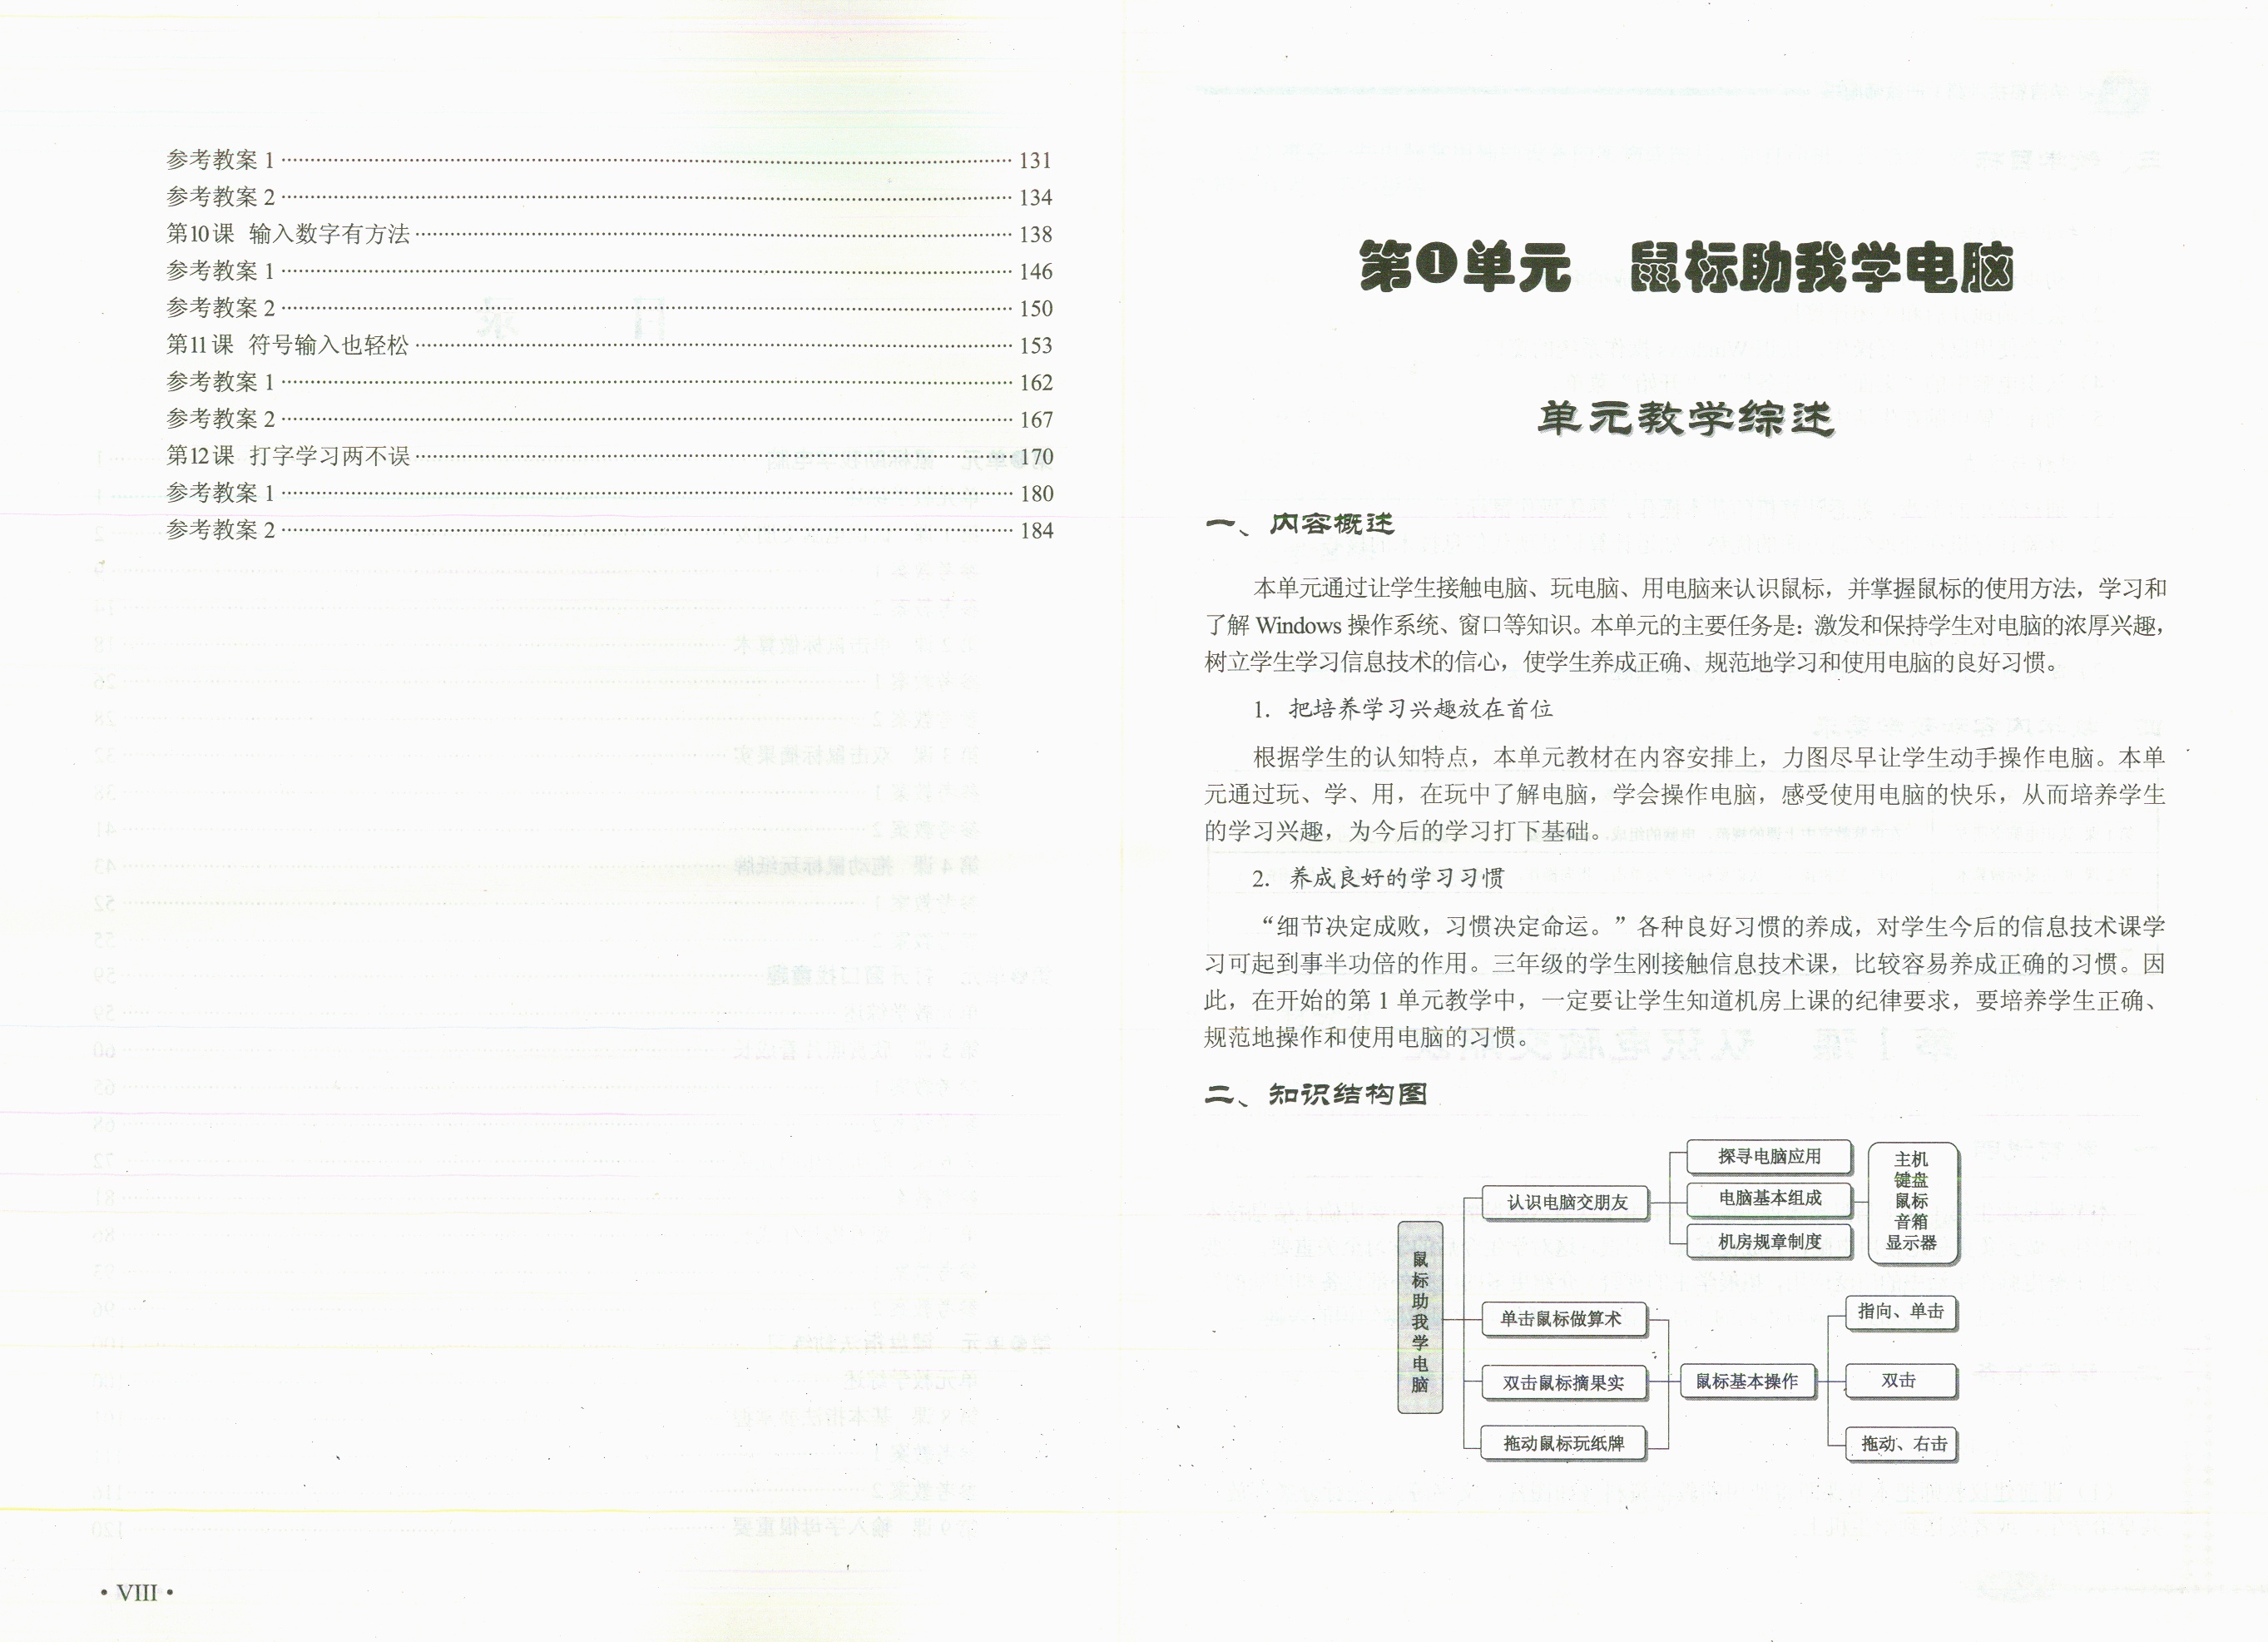 参考教案 1 ………… 131
参考教案 2 ………… 134
第10课 输入数字有方法 ………… 138
参考教案 1 ………… 146
参考教案 2 ………… 150
第11课 符号输入也轻松 ………… 153
参考教案 1 ………… 162
参考教案 2 ………… 167
第12课 打字学习两不误 ………… 170
参考教案 1 ………… 180
参考教案 2 ………… 184
• VIII •
第❶单元 鼠标助我学电脑
单元教学综述
一、内容概述
本单元通过让学生接触电脑、玩电脑、用电脑来认识鼠标，并掌握鼠标的使用方法，学习和
了解 Windows 操作系统、窗口等知识。本单元的主要任务是：激发和保持学生对电脑的浓厚兴趣，
树立学生学习信息技术的信心，使学生养成正确、规范地学习和使用电脑的良好习惯。
1. 把培养学习兴趣放在首位
根据学生的认知特点，本单元教材在内容安排上，力图尽早让学生动手操作电脑。本单
元通过玩、学、用，在玩中了解电脑，学会操作电脑，感受使用电脑的快乐，从而培养学生
的学习兴趣，为今后的学习打下基础。
2. 养成良好的学习习惯
“细节决定成败，习惯决定命运。”各种良好习惯的养成，对学生今后的信息技术课学
习可起到事半功倍的作用。三年级的学生刚接触信息技术课，比较容易养成正确的习惯。因
此，在开始的第 1 单元教学中，一定要让学生知道机房上课的纪律要求，要培养学生正确、
规范地操作和使用电脑的习惯。
二、知识结构图
鼠标助我学电脑
认识电脑交朋友
探寻电脑应用
电脑基本组成
机房规章制度
主机
键盘
鼠标
音箱
显示器
单击鼠标做算术
双击鼠标摘果实
拖动鼠标玩纸牌
鼠标基本操作
指向、单击
双击
拖动、右击